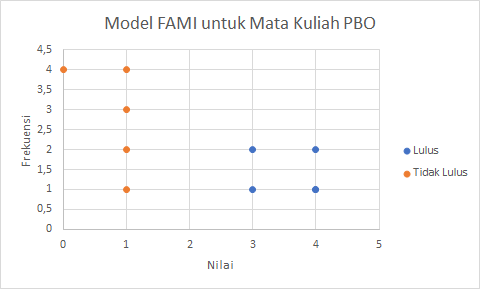 Model FAMI untuk Mata Kuliah PBO
4,5
4
3,5
3
2,5
2
1,5
1
0,5
0
Frekuensi
0 1 2 3 4 5
Nilai
Lulus
Tidak Lulus